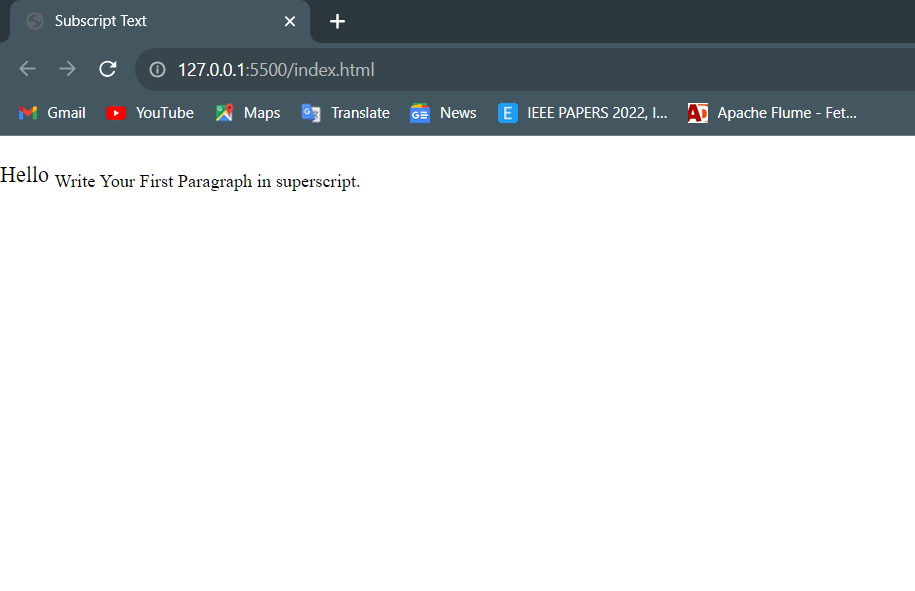 Subscript Text
127.0.0.1:5500/index.html
Gmail YouTube Maps Translate News IEEE PAPERS 2022, I... Apache Flume - Fet...
Hello Write Your First Paragraph in superscript.